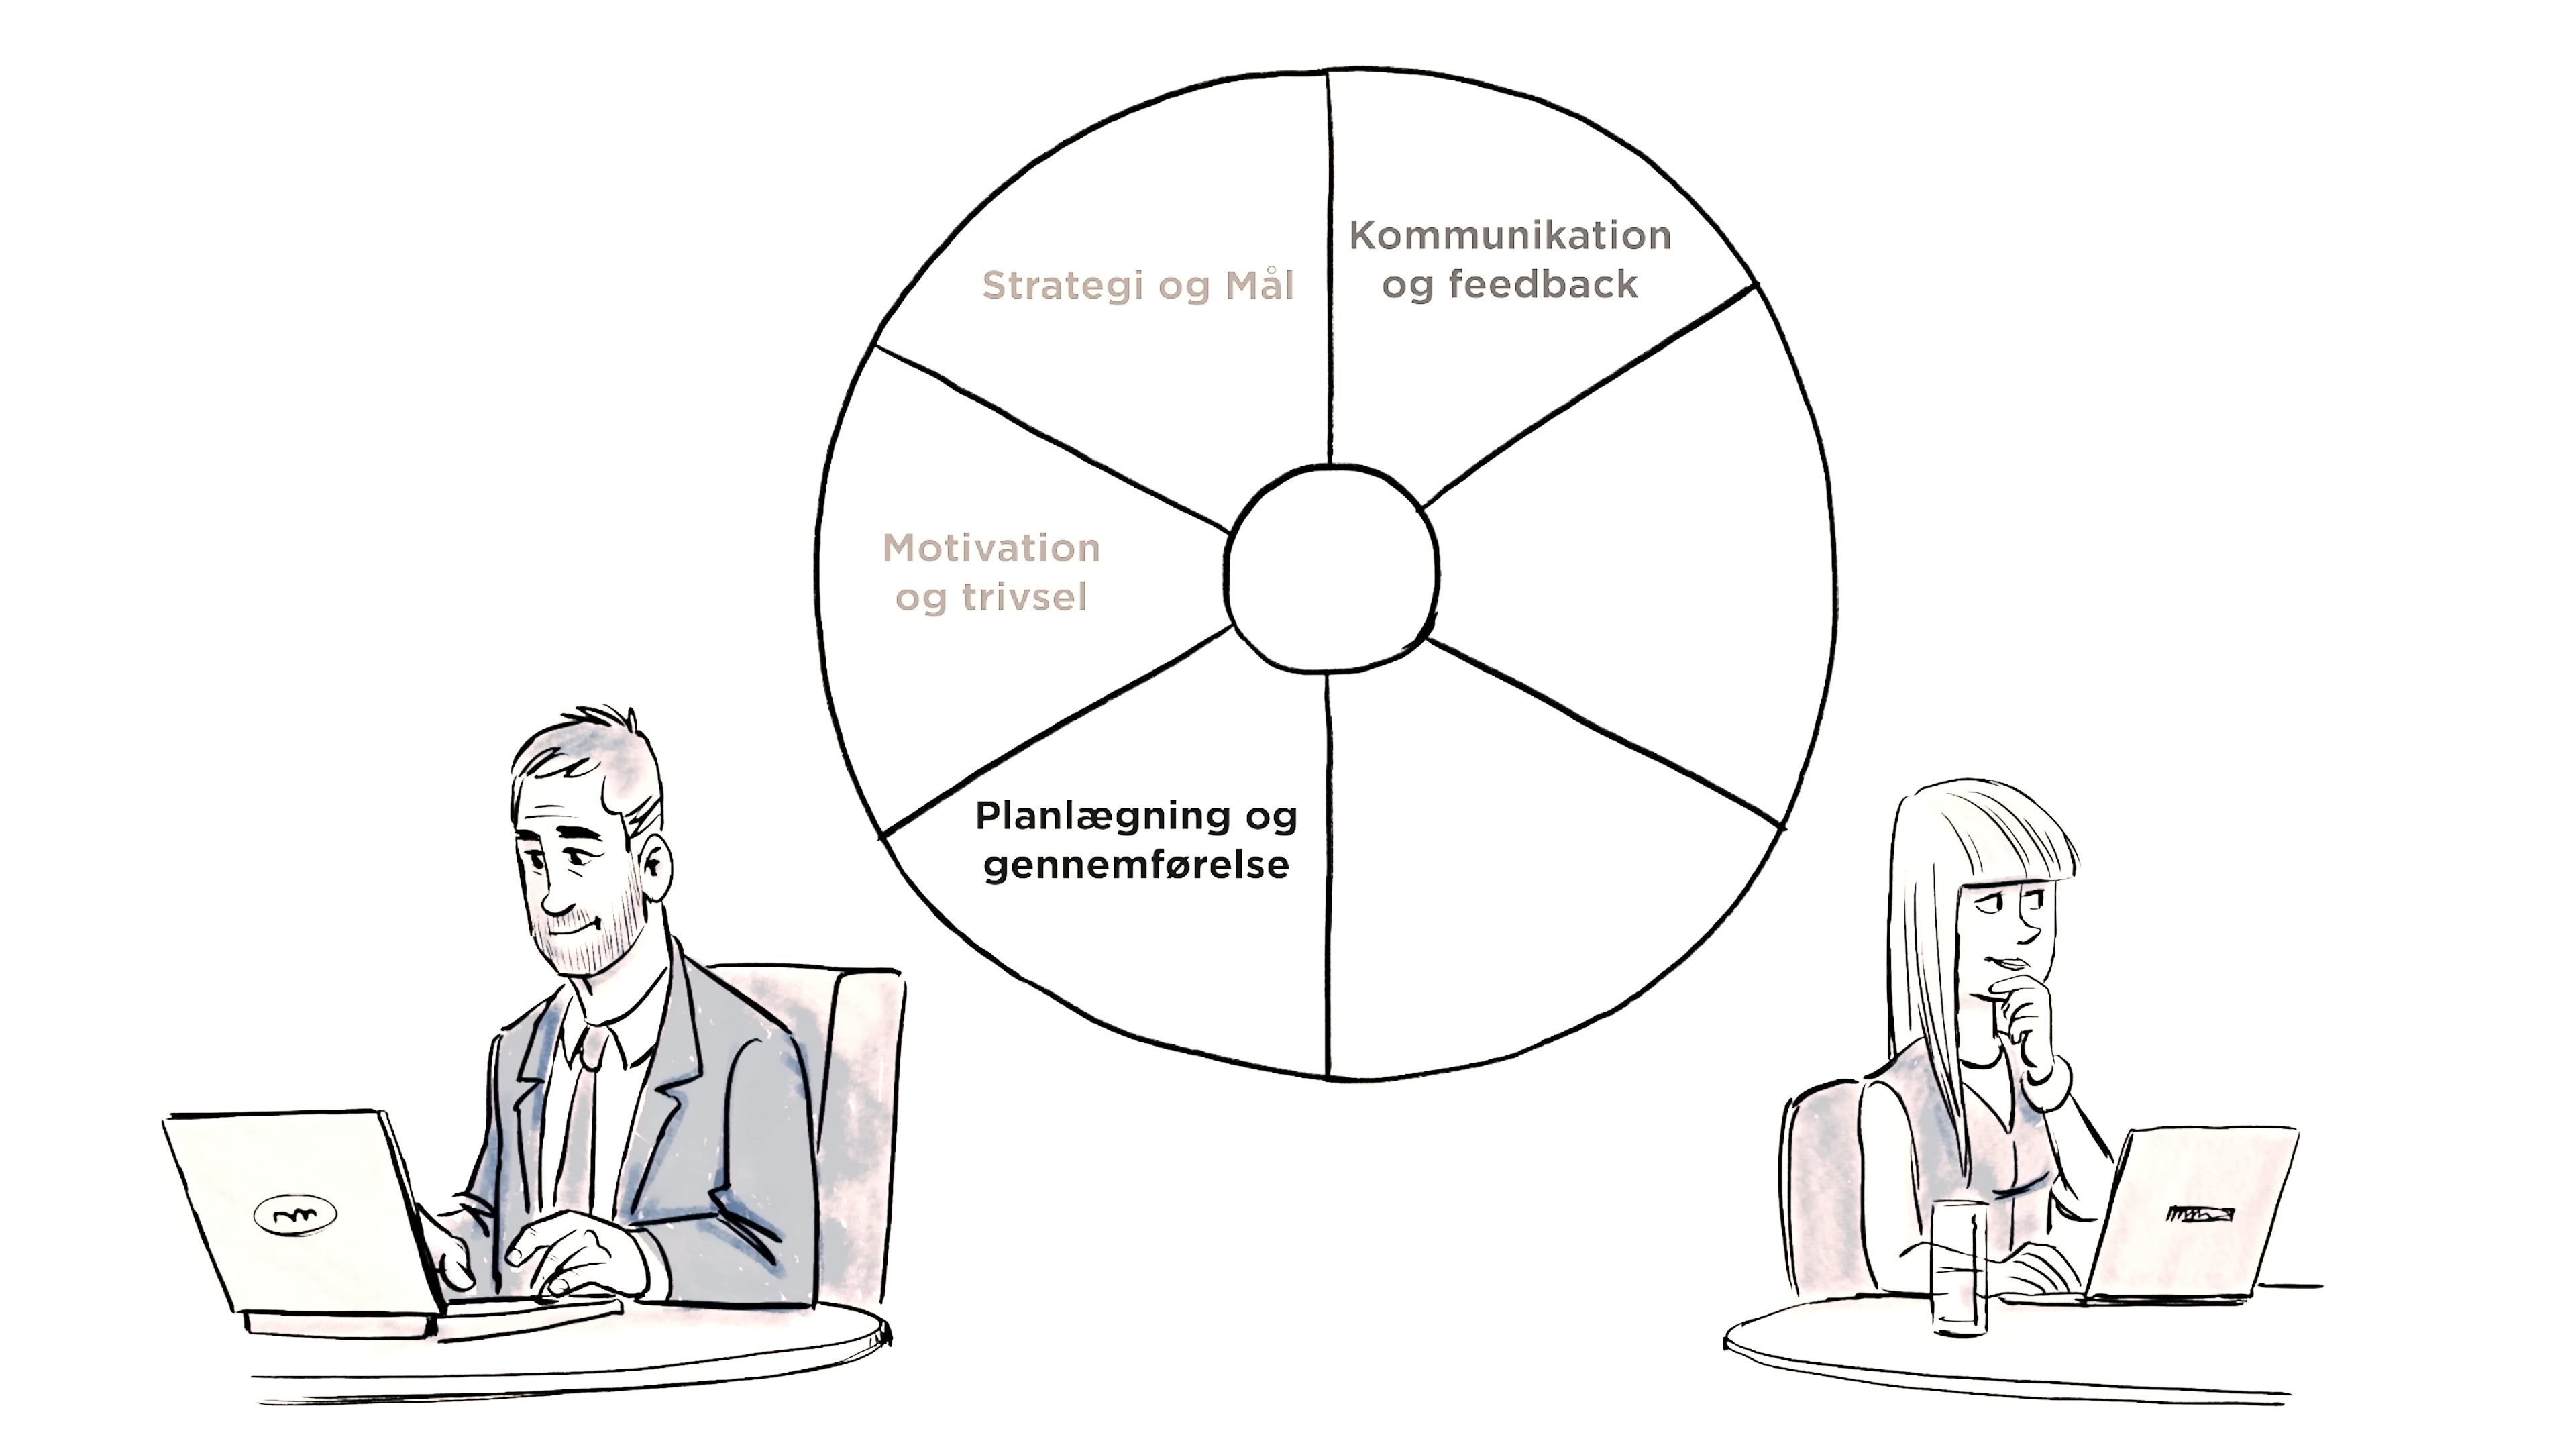 Strategi og Mål
Kommunikation
og feedback
Motivation
og trivsel
Planlægning og
gennemførelse